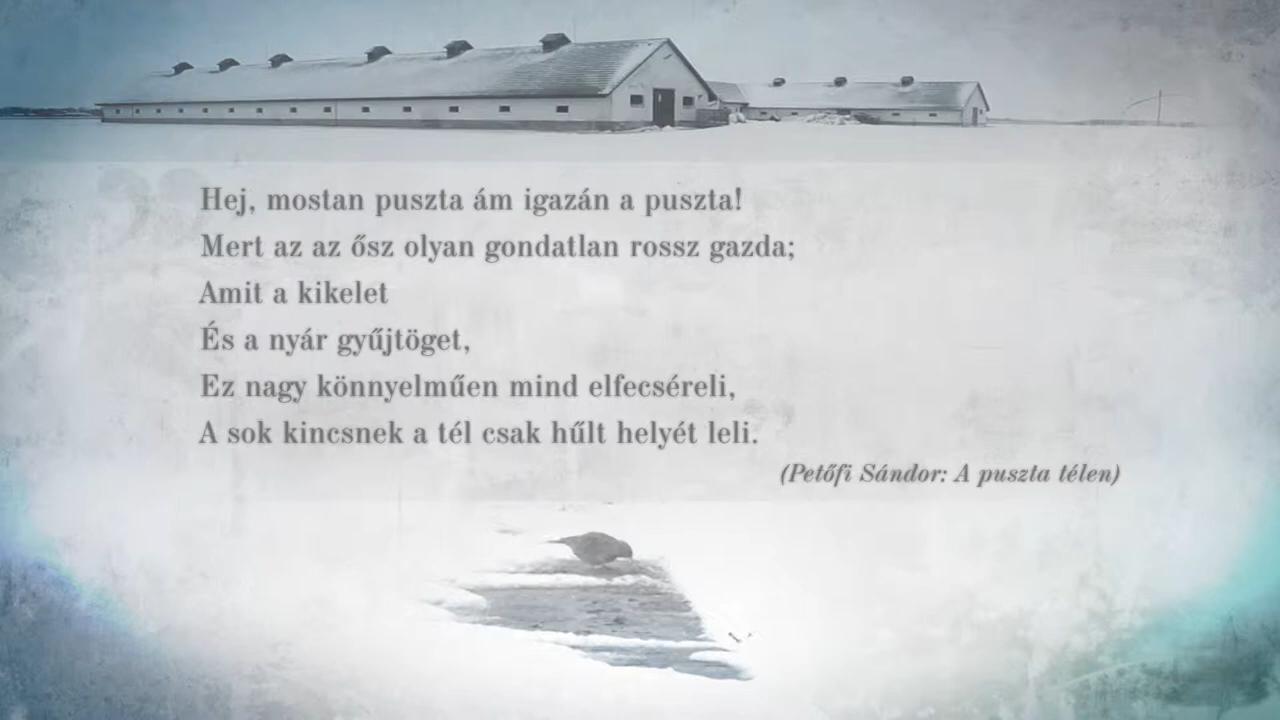 Hej, mostan puszta ám igazán a puszta!
Mert az az ősz olyan gondatlan rossz gazda;
Amit a kikelet
És a nyár gyűjtöget,
Ez nagy könnyelműen mind elfecséreli,
A sok kincsnek a tél csak hűlt helyét leli.
(Petőfi Sándor: A puszta télen)